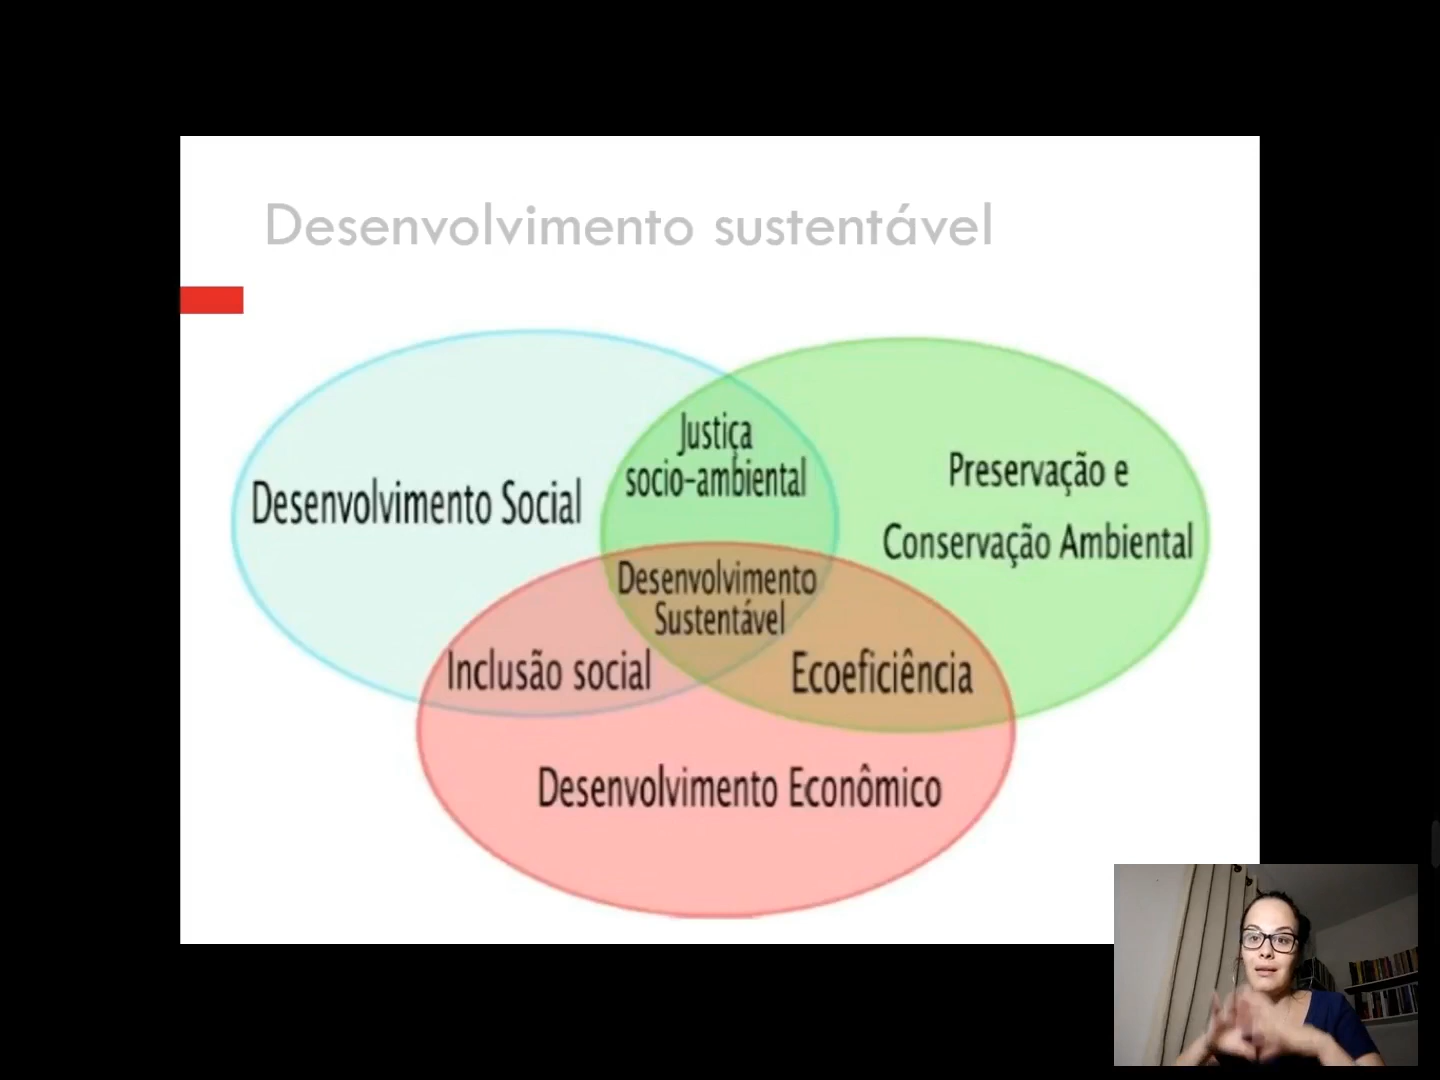 Desenvolvimento sustentável
Justiça
socio-ambiental
Desenvolvimento Social
Preservação e
Conservação Ambiental
Desenvolvimento
Sustentável
Inclusão social
Ecoeficiência
Desenvolvimento Econômico